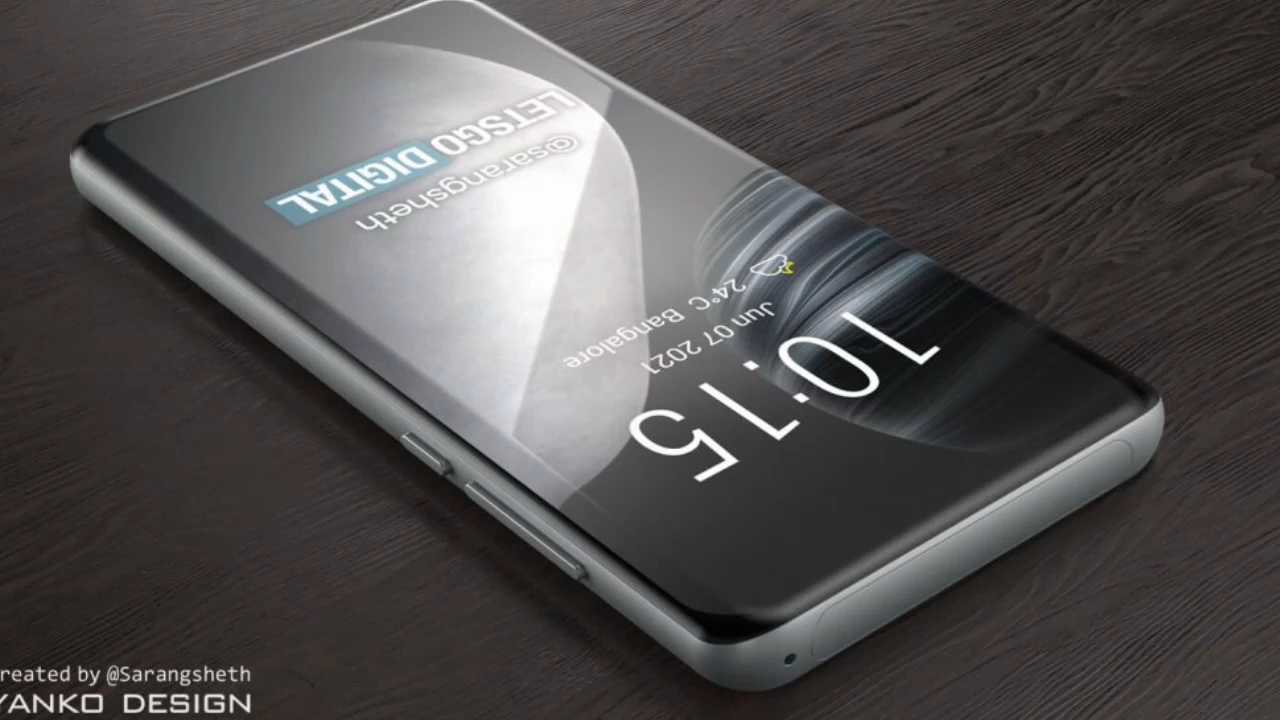 10:15
Jun 07 2021
24°C Bangalore
@sarangsheth
LETSGO DIGITAL
reated by @Sarangsheth
YANKO DESIGN